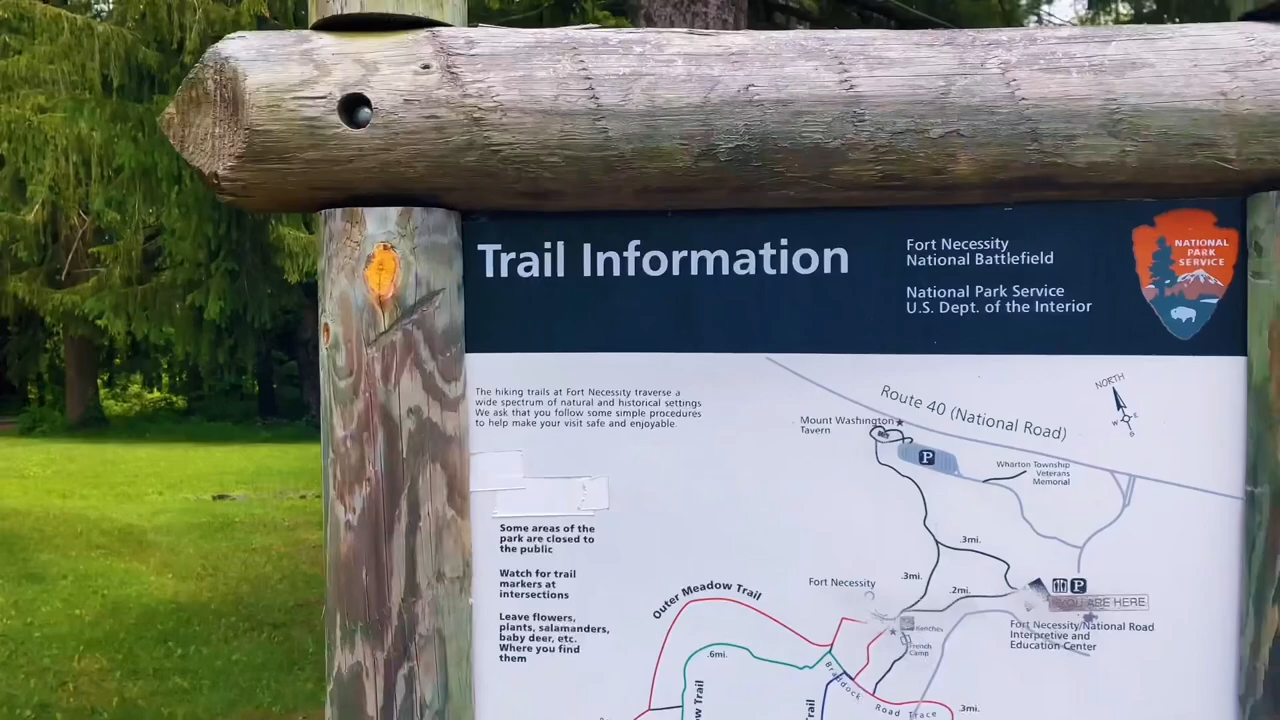 Trail Information
Fort Necessity
National Battlefield
National Park Service
U.S. Dept. of the Interior
NATIONAL
PARK
SERVICE
The hiking trails at Fort Necessity traverse a
wide spectrum of natural and historical settings
We ask that you follow some simple procedures
to help make your visit safe and enjoyable.
Some areas of the
park are closed to
the public
Watch for trail
markers at
intersections
Leave flowers,
plants, salamanders,
baby deer, etc.
Where you find
them
NORTH
W
E
S
Route 40 (National Road)
Mount Washington
Tavern
P
Wharton Township
Veterans
Memorial
.3mi.
.3mi.
.2mi.
Fort Necessity
P
YOU ARE HERE
Fort Necessity/National Road
Interpretive and
Education Center
Benches
French
Camp
Outer Meadow Trail
.6mi.
Braddock Road Trace
.3mi.
Trail